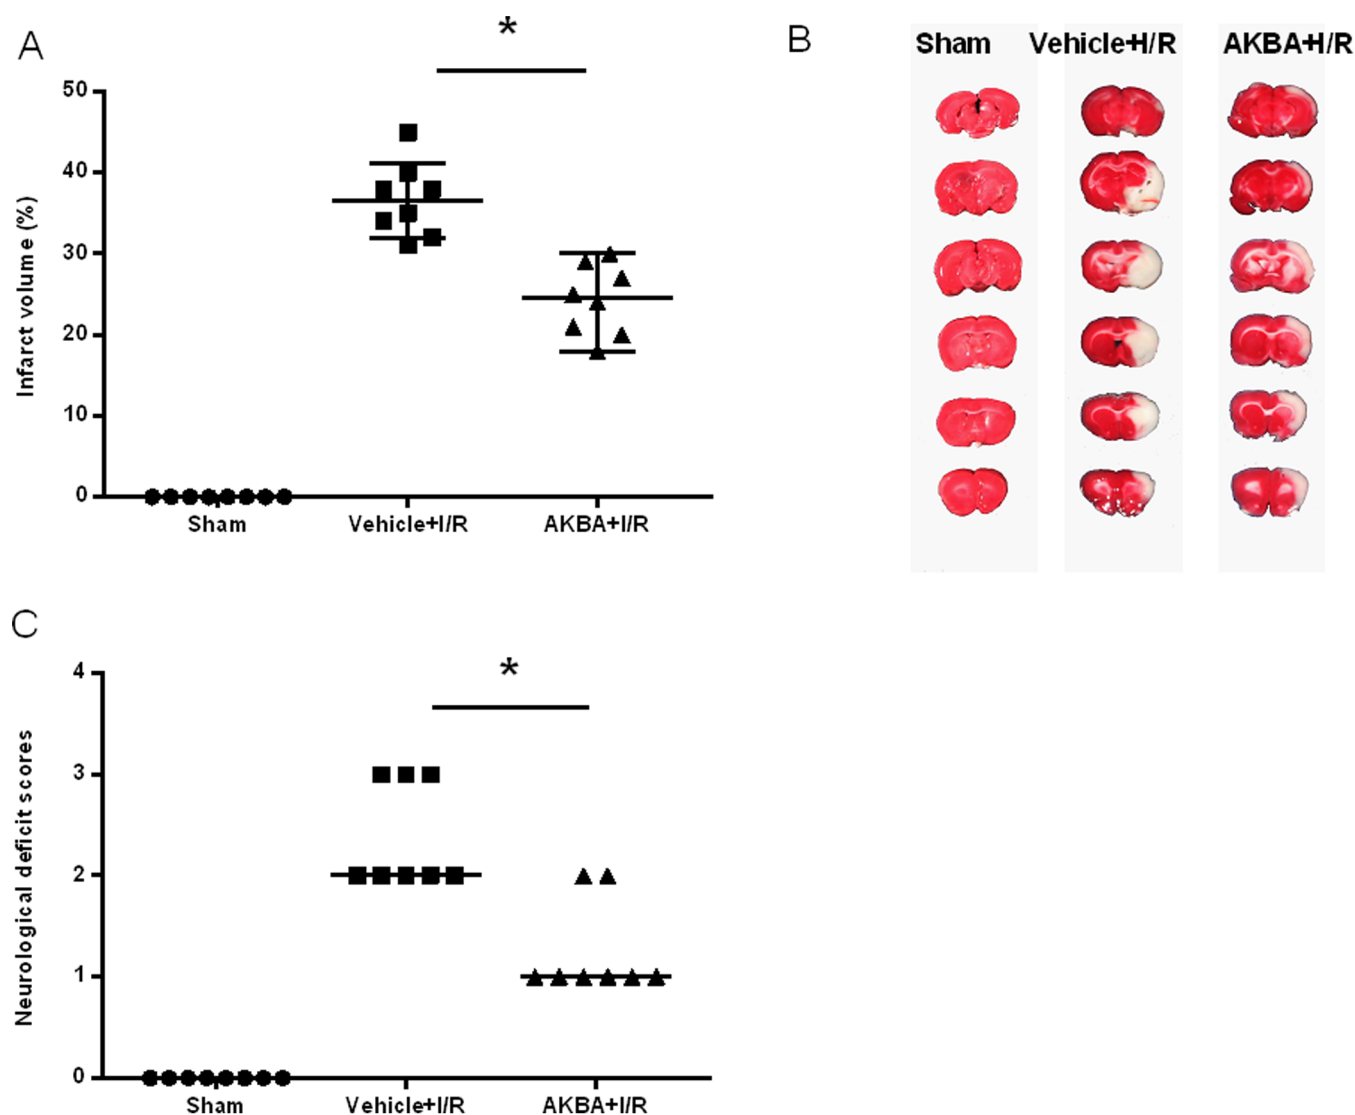 A
*
Infarct volume (%)
50
40
30
20
10
0
Sham Vehicle+I/R AKBA+I/R
B
Sham Vehicle+I/R AKBA+I/R
C
*
Neurological deficit scores
4
3
2
1
0
Sham Vehicle+I/R AKBA+I/R